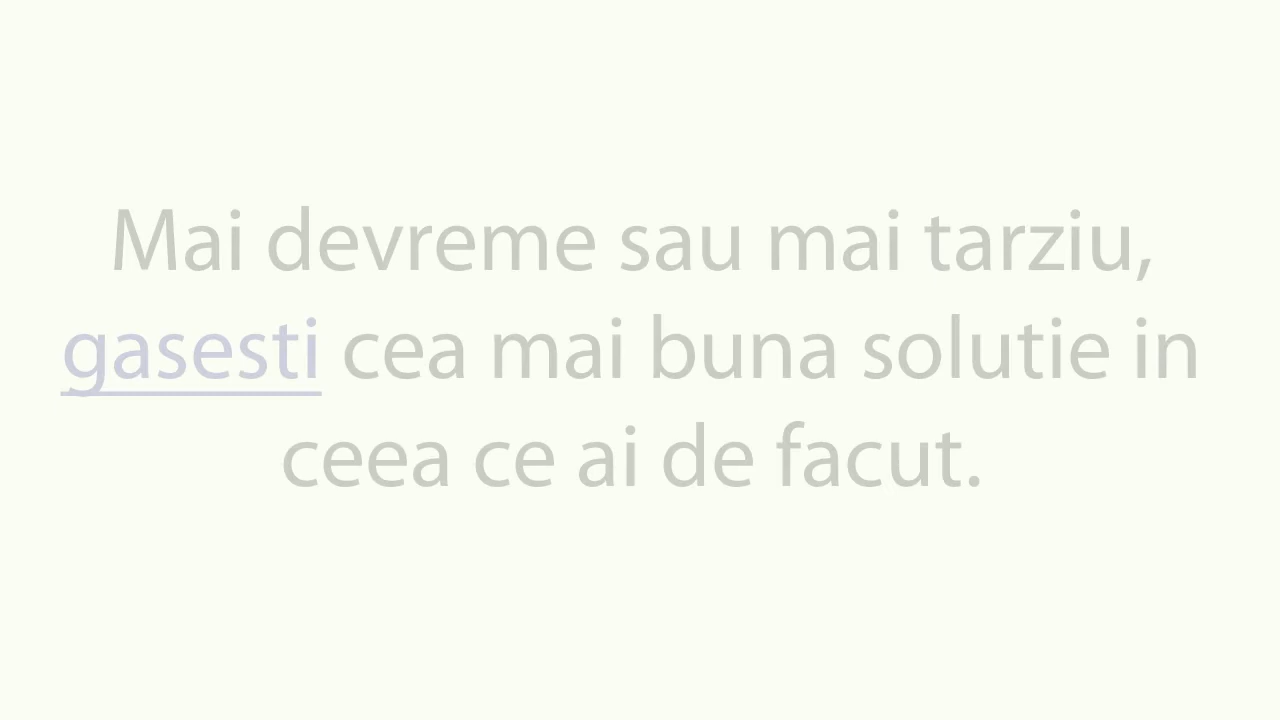 Mai devreme sau mai tarziu,
gasesti cea mai buna solutie in
ceea ce ai de facut.